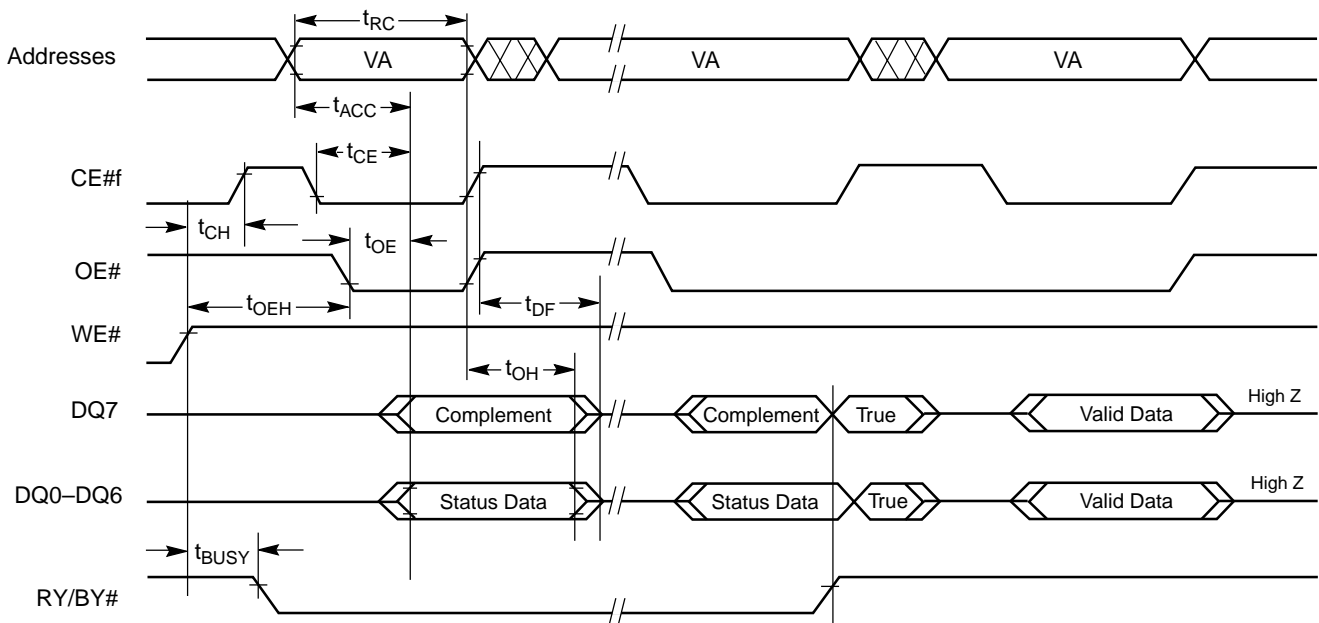 tRC
Addresses VA VA VA
tACC
tCE
CE#f
tCH tOE
OE#
tOEH tDF
WE#
tOH
DQ7 Complement Complement True Valid Data High Z
DQ0–DQ6 Status Data Status Data True Valid Data High Z
tBUSY
RY/BY#